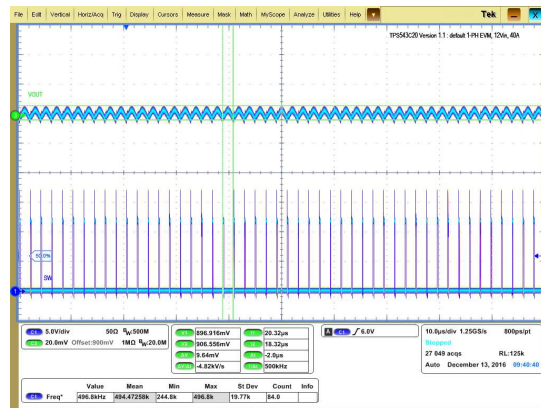 File Edit Vertical Horiz/Acq Trig Display Cursors Measure Mask Math MyScope Analyze Utilities Help Tek X
TPS543C20 Version 1.1 : default 1-PH EVM, 12Vin, 40A
VOUT
50.0%
SW
C1 5.0V/div 50Ω BW:500M
20.0mV Offset:900mV 1MΩ BW:20.0M
896.916mV 20.32µs
906.556mV 18.32µs
9.64mV -2.0µs
-4.82kV/s 500kHz
A C1 6.0V
10.0µs/div 1.25GS/s 800ps/pt
Stopped
27 049 acqs RL:125k
Auto December 13, 2016 09:40:40
Value Mean Min Max St Dev Count Info
C1 Freq* 496.8kHz 494.47258k 244.8k 496.8k 19.77k 84.0